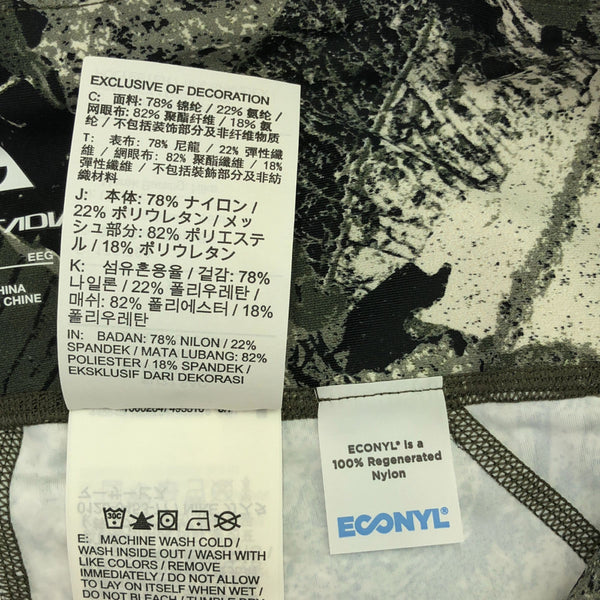 EXCLUSIVE OF DECORATION
C: 面料: 78% 锦纶 / 22% 氨纶 /
网眼布: 82% 聚酯纤维 / 18% 氨
纶 / 不包括装饰部分及非纤维物质
T: 表布: 78% 尼龍 / 22% 彈性纖
維 / 網眼布: 82% 聚酯纖維 / 18%
彈性纖維 / 不包括裝飾部分及非紡
織材料
J: 本体: 78% ナイロン /
22% ポリウレタン / メッ
シュ部分: 82% ポリエステ
ル / 18% ポリウレタン
K: 섬유혼용율 / 겉감: 78%
나일론 / 22% 폴리우레탄 /
매쉬: 82% 폴리에스터 / 18%
폴리우레탄
IN: BADAN: 78% NILON / 22%
SPANDEK / MATA LUBANG: 82%
POLIESTER / 18% SPANDEK /
EKSKLUSIF DARI DEKORASI
EEG
CHINE
30C
E: MACHINE WASH COLD /
WASH INSIDE OUT / WASH WITH
LIKE COLORS / REMOVE
IMMEDIATELY / DO NOT ALLOW
TO LAY ON ITSELF WHEN WET /
DO NOT BLEACH / TUMBLE DRY
ECONYL® is a
100% Regenerated
Nylon
ECONYL®